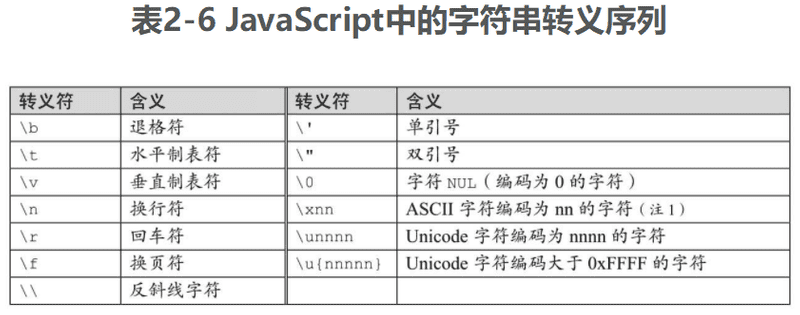 表2-6 JavaScript中的字符串转义序列
转义符 含义 转义符 含义
\b 退格符 \' 单引号
\t 水平制表符 \" 双引号
\v 垂直制表符 \0 字符 NUL（编码为 0 的字符）
\n 换行符 \xnn ASCII 字符编码为 nn 的字符（注 1）
\r 回车符 \unnnn Unicode 字符编码为 nnnn 的字符
\f 换页符 \u{nnnnn} Unicode 字符编码大于 0xFFFF 的字符
\\ 反斜线字符